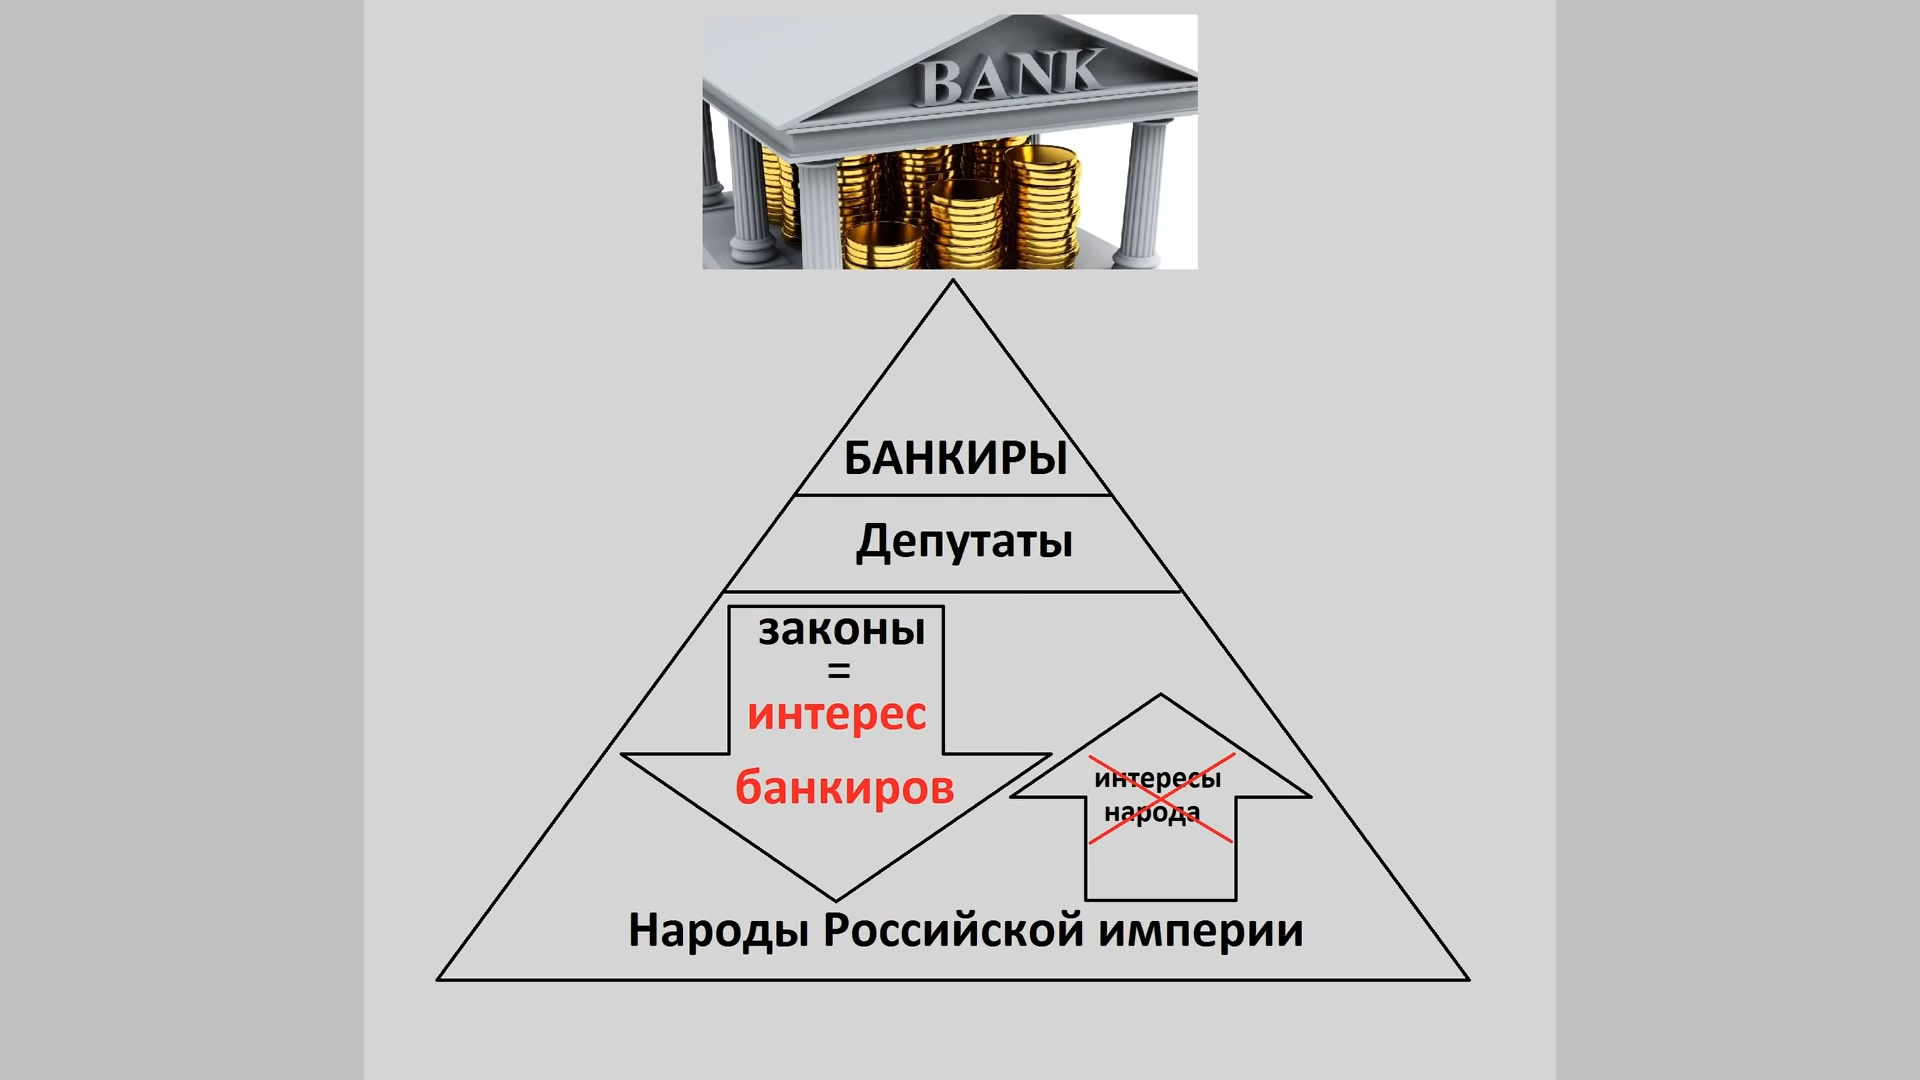 BANK
БАНКИРЫ
Депутаты
законы
=
интерес
банкиров
интересы
народа
Народы Российской империи